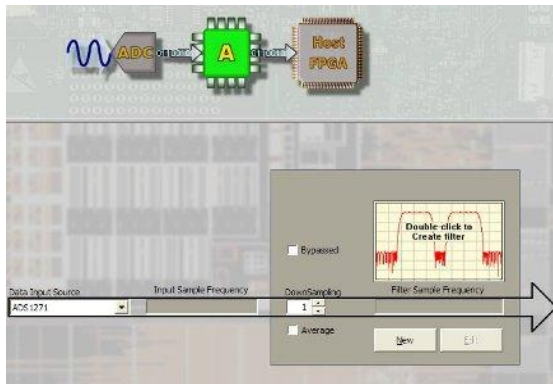 ADC
A
Host
FPGA
Double click to
Create filter
Bypassed
Data Input Source
Input Sample Frequency
DownSampling
Filter Sample Frequency
ADS1271
1
Average
New
Edit